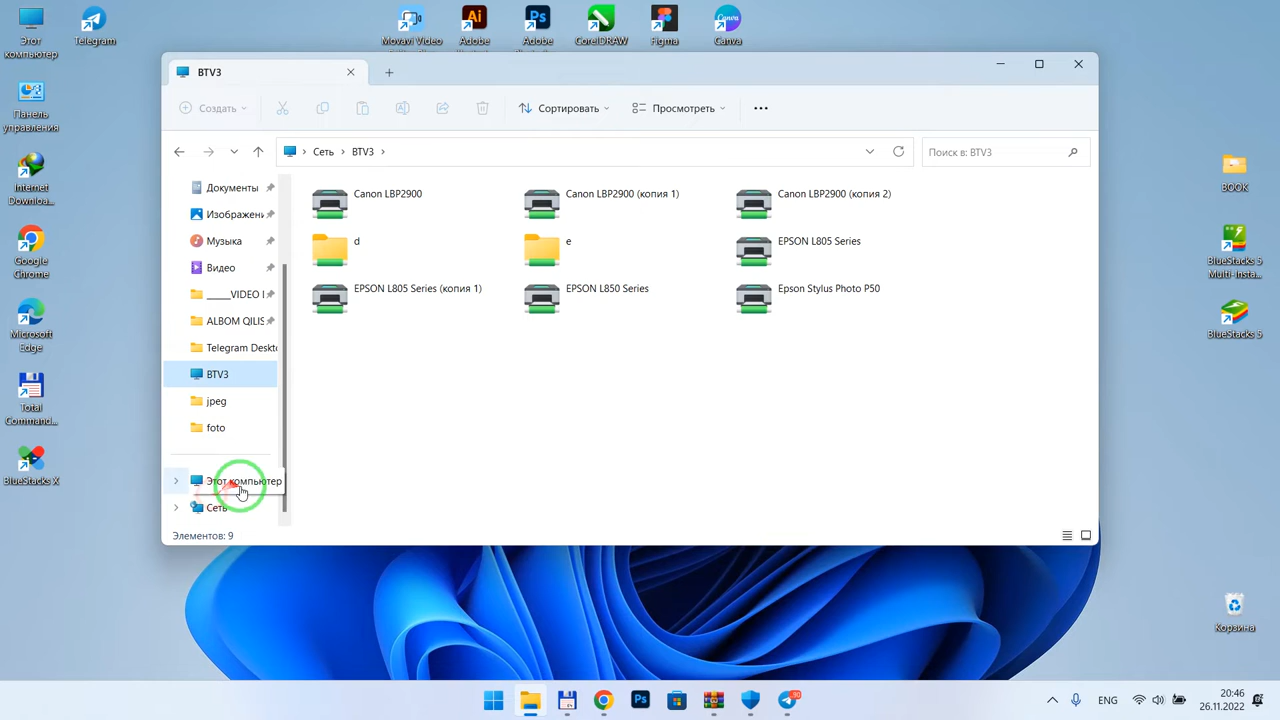 Этот
компьютер
Telegram
Movavi Video
Adobe
Adobe
CorelDRAW
Figma
Canva
Панель
управления
Internet
Downloa...
Google
Chrome
Microsoft
Edge
Total
Command...
BlueStacks X
BTV3
Создать
Сортировать
Просмотреть
Сеть
BTV3
Поиск в: BTV3
Документы
Изображени
Музыка
Видео
_____VIDEO I
ALBOM QILIS
Telegram Deskto
BTV3
jpeg
foto
Этот компьютер
Сеть
Canon LBP2900
Canon LBP2900 (копия 1)
Canon LBP2900 (копия 2)
d
e
EPSON L805 Series
EPSON L805 Series (копия 1)
EPSON L850 Series
Epson Stylus Photo P50
Элементов: 9
BOOK
BlueStacks 5
Multi-Insta...
BlueStacks 5
Корзина
ENG
20:46
26.11.2022